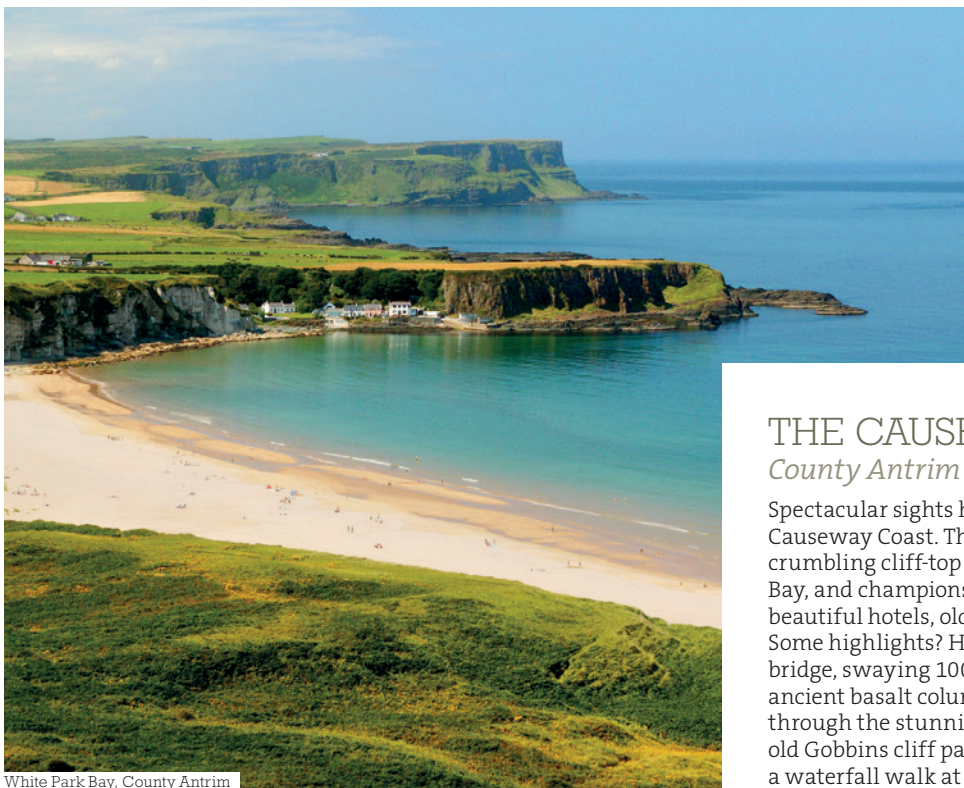 THE CAUSE
County Antrim
Spectacular sights h
Causeway Coast. Th
crumbling cliff-top
Bay, and champions
beautiful hotels, old
Some highlights? H
bridge, swaying 100
ancient basalt colu
through the stunni
old Gobbins cliff pa
a waterfall walk at
White Park Bay, County Antrim